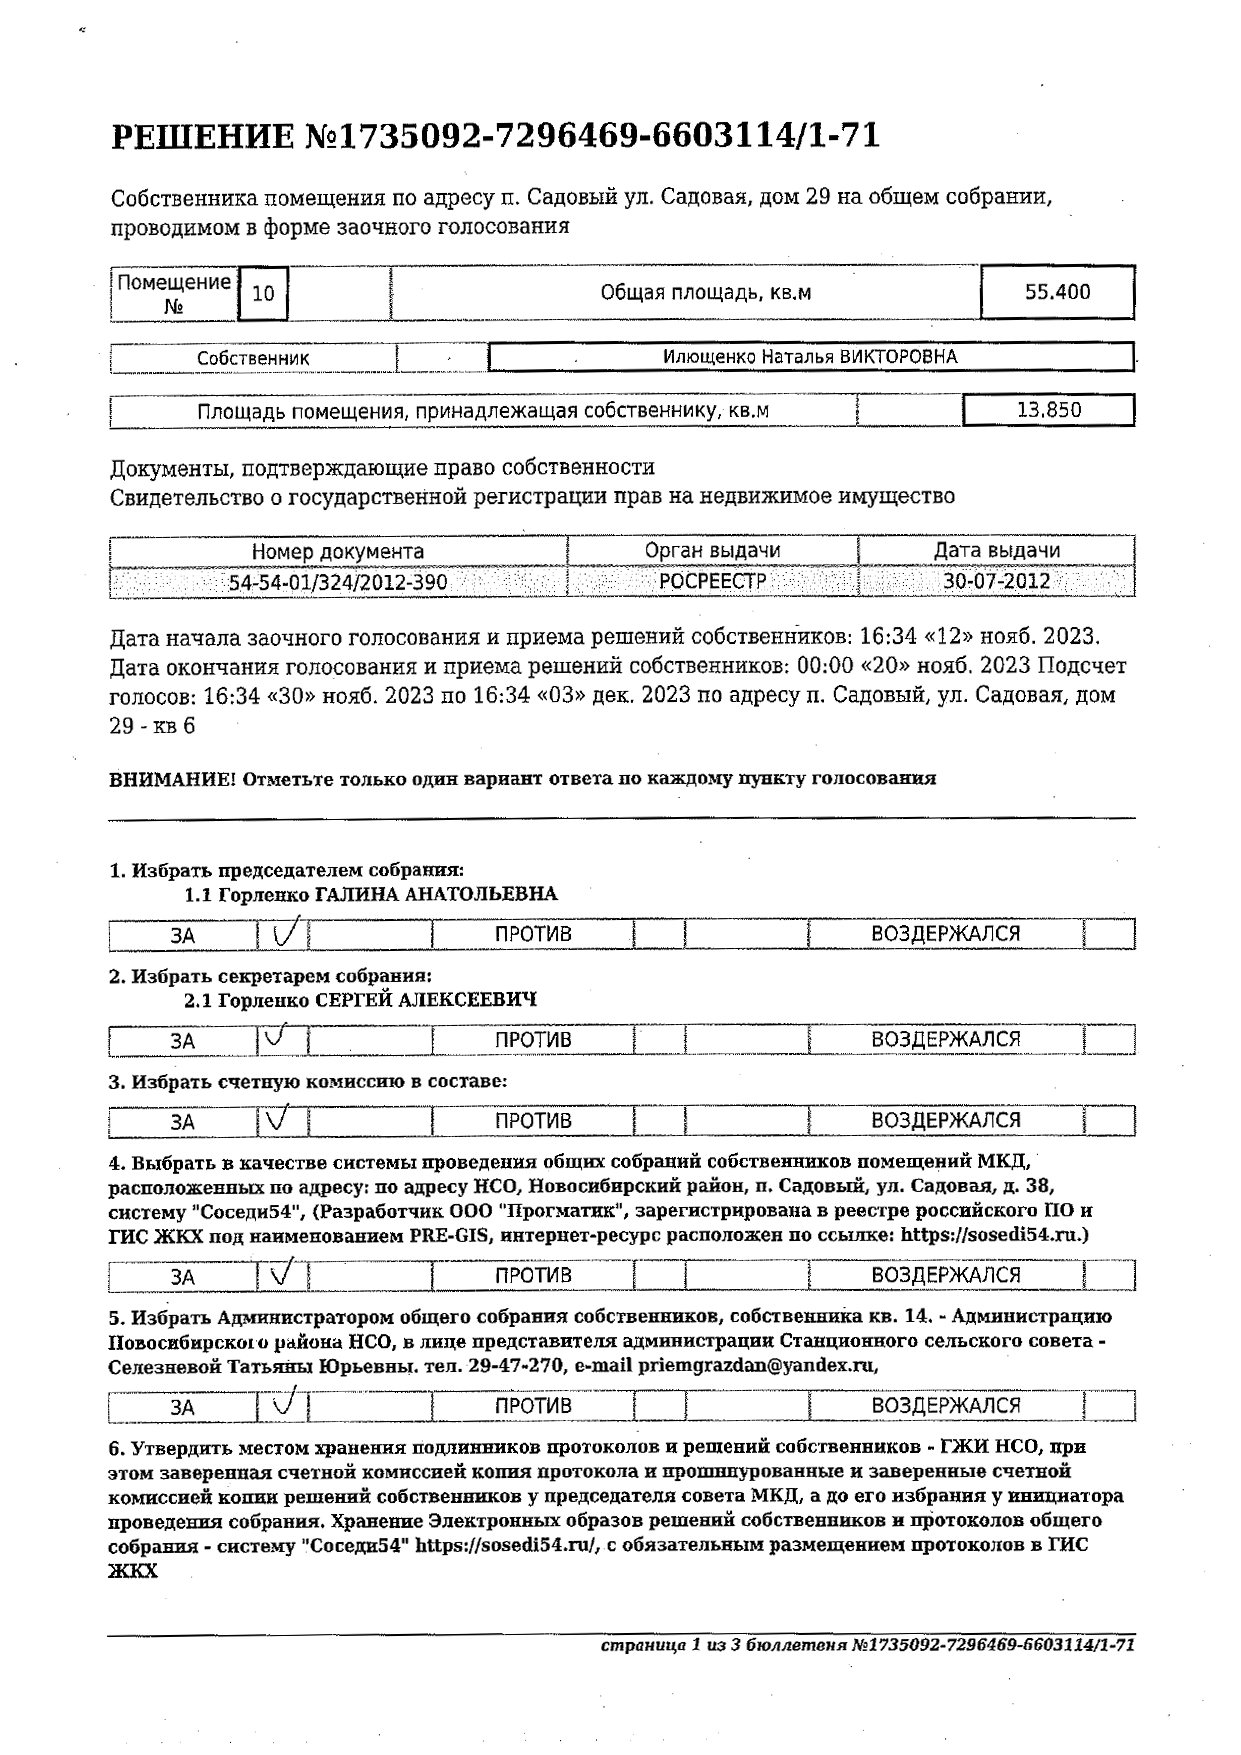 РЕШЕНИЕ №1735092-7296469-6603114/1-71
Собственника помещения по адресу п. Садовый ул. Садовая, дом 29 на общем собрании,
проводимом в форме заочного голосования
Помещение № 10 Общая площадь, кв.м 55.400
Собственник Илющенко Наталья ВИКТОРОВНА
Площадь помещения, принадлежащая собственнику, кв.м 13.850
Документы, подтверждающие право собственности
Свидетельство о государственной регистрации прав на недвижимое имущество
Номер документа Орган выдачи Дата выдачи
54-54-01/324/2012-390 РОСРЕЕСТР 30-07-2012
Дата начала заочного голосования и приема решений собственников: 16:34 «12» нояб. 2023.
Дата окончания голосования и приема решений собственников: 00:00 «20» нояб. 2023 Подсчет
голосов: 16:34 «30» нояб. 2023 по 16:34 «03» дек. 2023 по адресу п. Садовый, ул. Садовая, дом
29 - кв 6
ВНИМАНИЕ! Отметьте только один вариант ответа по каждому пункту голосования
1. Избрать председателем собрания:
1.1 Горленко ГАЛИНА АНАТОЛЬЕВНА
ЗА ✓ ПРОТИВ ВОЗДЕРЖАЛСЯ
2. Избрать секретарем собрания:
2.1 Горленко СЕРГЕЙ АЛЕКСЕЕВИЧ
ЗА ✓ ПРОТИВ ВОЗДЕРЖАЛСЯ
3. Избрать счетную комиссию в составе:
ЗА ✓ ПРОТИВ ВОЗДЕРЖАЛСЯ
4. Выбрать в качестве системы проведения общих собраний собственников помещений МКД,
расположенных по адресу: по адресу НСО, Новосибирский район, п. Садовый, ул. Садовая, д. 38,
систему "Соседи54", (Разработчик ООО "Прогматик", зарегистрирована в реестре российского ПО и
ГИС ЖКХ под наименованием PRE-GIS, интернет-ресурс расположен по ссылке: https://sosedi54.ru.)
ЗА ✓ ПРОТИВ ВОЗДЕРЖАЛСЯ
5. Избрать Администратором общего собрания собственников, собственника кв. 14. - Администрацию
Новосибирского района НСО, в лице представителя администрации Станционного сельского совета -
Селезневой Татьяны Юрьевны. тел. 29-47-270, e-mail priemgrazdan@yandex.ru,
ЗА ✓ ПРОТИВ ВОЗДЕРЖАЛСЯ
6. Утвердить местом хранения подлинников протоколов и решений собственников - ГЖИ НСО, при
этом заверенная счетной комиссией копия протокола и прошнурованные и заверенные счетной
комиссией копии решений собственников у председателя совета МКД, а до его избрания у инициатора
проведения собрания. Хранение Электронных образов решений собственников и протоколов общего
собрания - систему "Соседи54" https://sosedi54.ru/, с обязательным размещением протоколов в ГИС
ЖКХ
страница 1 из 3 бюллетеня №1735092-7296469-6603114/1-71